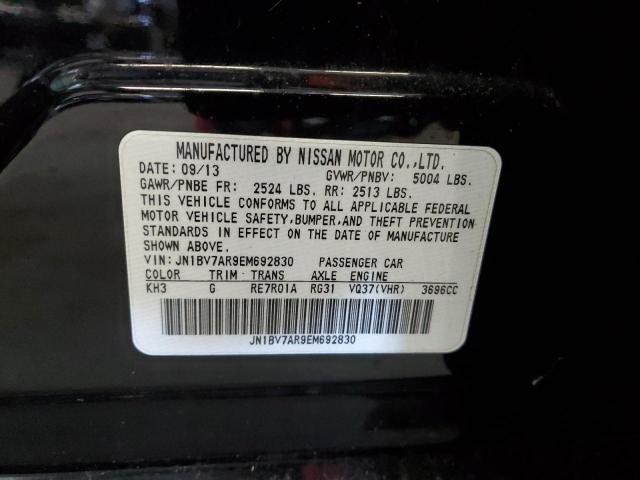 MANUFACTURED BY NISSAN MOTOR CO.,LTD.
DATE: 09/13 GVWR/PNBV: 5004 LBS.
GAWR/PNBE FR: 2524 LBS. RR: 2513 LBS.
THIS VEHICLE CONFORMS TO ALL APPLICABLE FEDERAL
MOTOR VEHICLE SAFETY, BUMPER, AND THEFT PREVENTION
STANDARDS IN EFFECT ON THE DATE OF MANUFACTURE
SHOWN ABOVE.
VIN: JN1BV7AR9EM692830 PASSENGER CAR
COLOR TRIM TRANS AXLE ENGINE
KH3 G RE7R01A RG31 VQ37(VHR) 3696CC
JN1BV7AR9EM692830